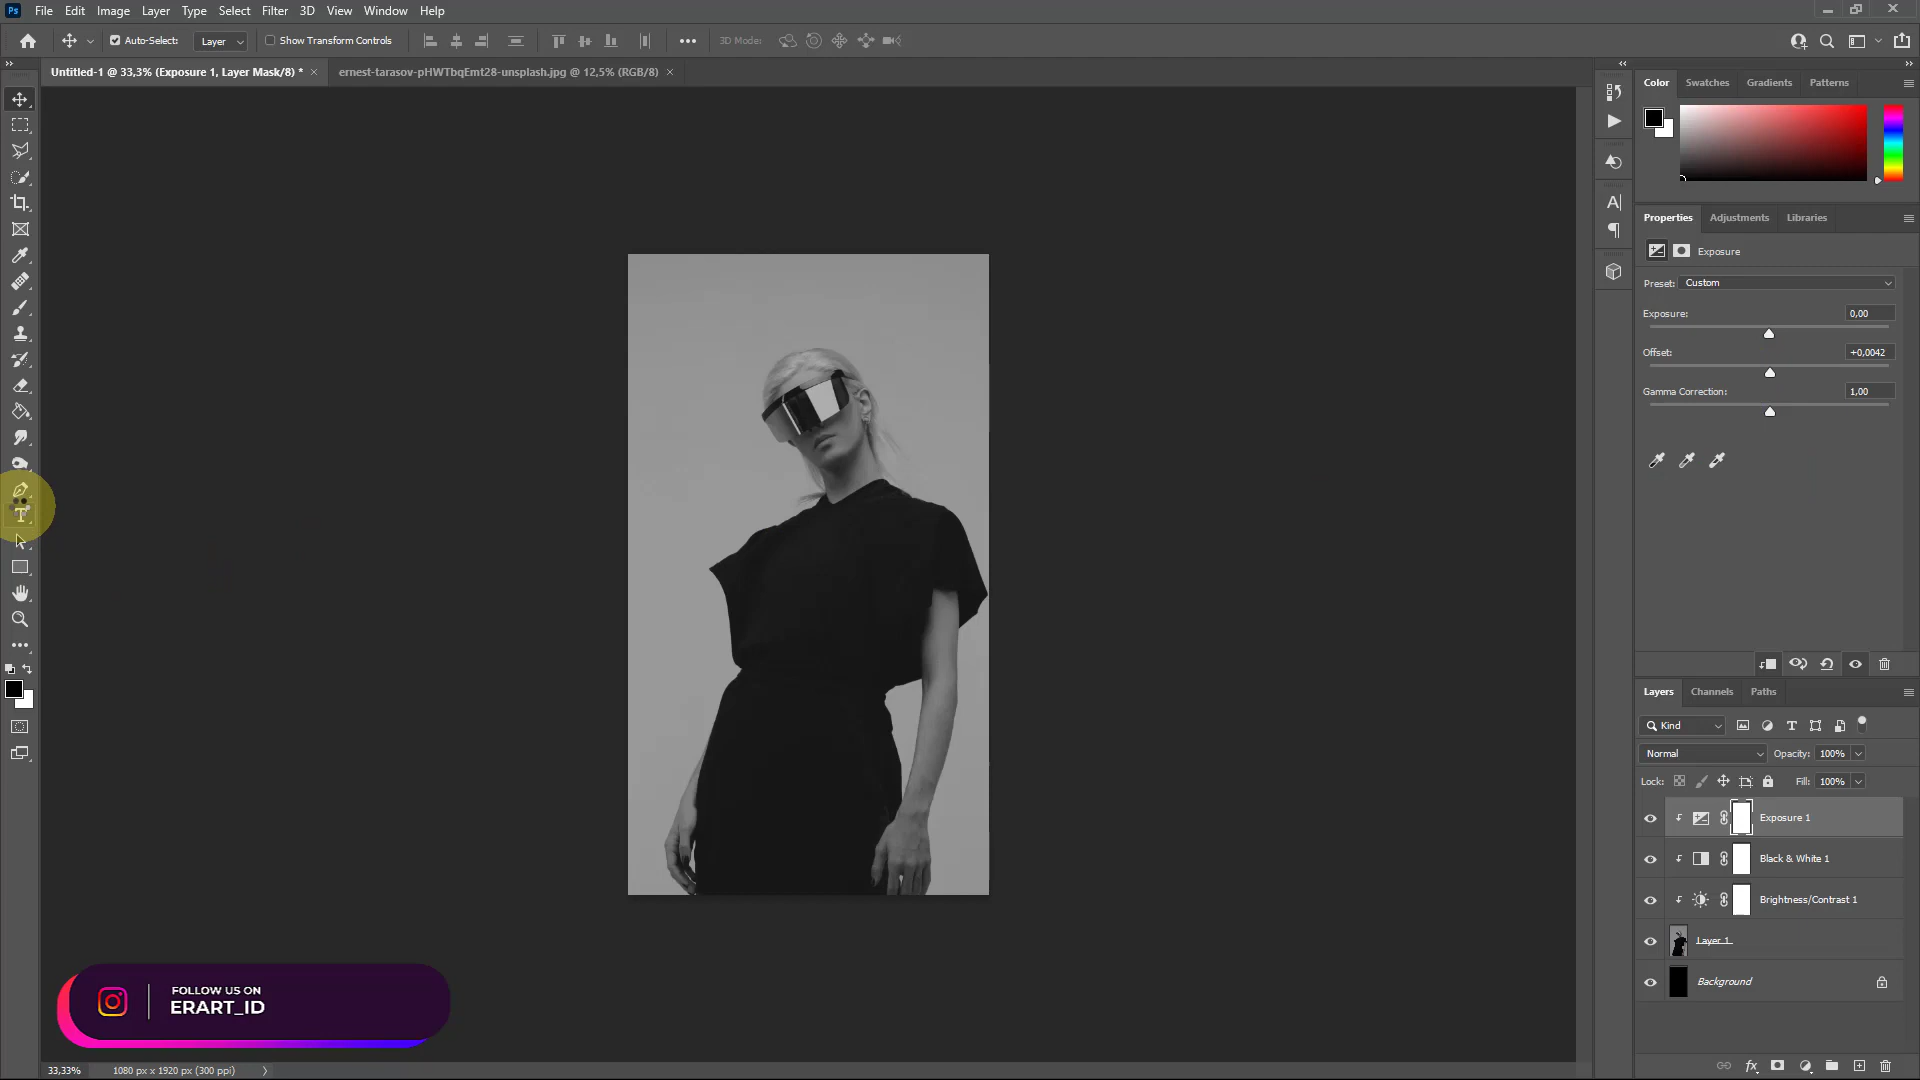 Ps File Edit Image Layer Type Select Filter 3D View Window Help
Auto-Select: Layer Show Transform Controls 3D Mode:
Untitled-1 @ 33,3% (Exposure 1, Layer Mask/8) * × ernest-tarasov-pHWTbqEmt28-unsplash.jpg @ 12,5% (RGB/8) ×
Color Swatches Gradients Patterns
Properties Adjustments Libraries
Exposure
Preset: Custom
Exposure: 0,00
Offset: +0,0042
Gamma Correction: 1,00
Layers Channels Paths
Kind
Normal Opacity: 100%
Lock: Fill: 100%
Exposure 1
Black & White 1
Brightness/Contrast 1
Layer 1
Background
FOLLOW US ON
ERART_ID
33,33% 1080 px x 1920 px (300 ppi)